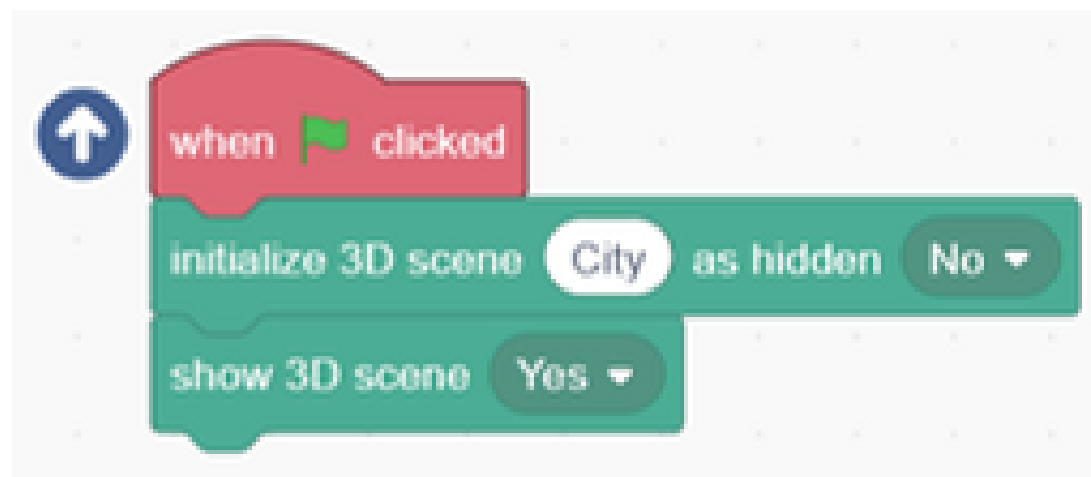 when clicked
initialize 3D scene City as hidden No
show 3D scene Yes